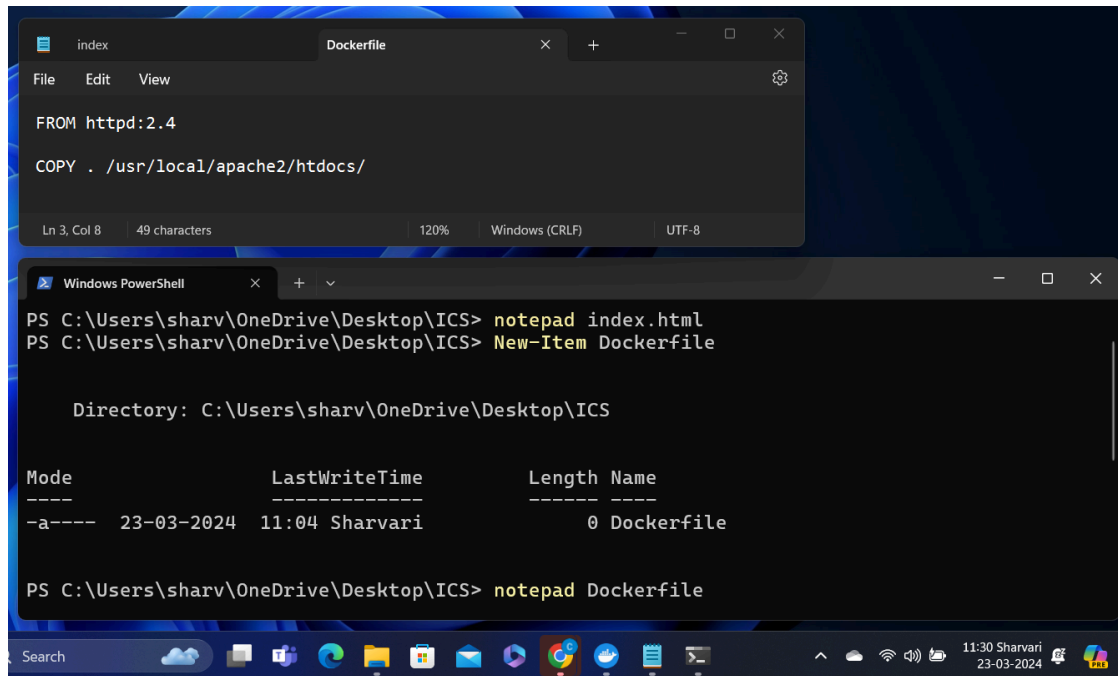 index Dockerfile
File Edit View
FROM httpd:2.4
COPY . /usr/local/apache2/htdocs/
Ln 3, Col 8 49 characters 120% Windows (CRLF) UTF-8
Windows PowerShell
PS C:\Users\sharv\OneDrive\Desktop\ICS> notepad index.html
PS C:\Users\sharv\OneDrive\Desktop\ICS> New-Item Dockerfile
Directory: C:\Users\sharv\OneDrive\Desktop\ICS
Mode LastWriteTime Length Name
---- ------------- ------ ----
-a---- 23-03-2024 11:04 Sharvari 0 Dockerfile
PS C:\Users\sharv\OneDrive\Desktop\ICS> notepad Dockerfile
Search 11:30 Sharvari
23-03-2024
PRE